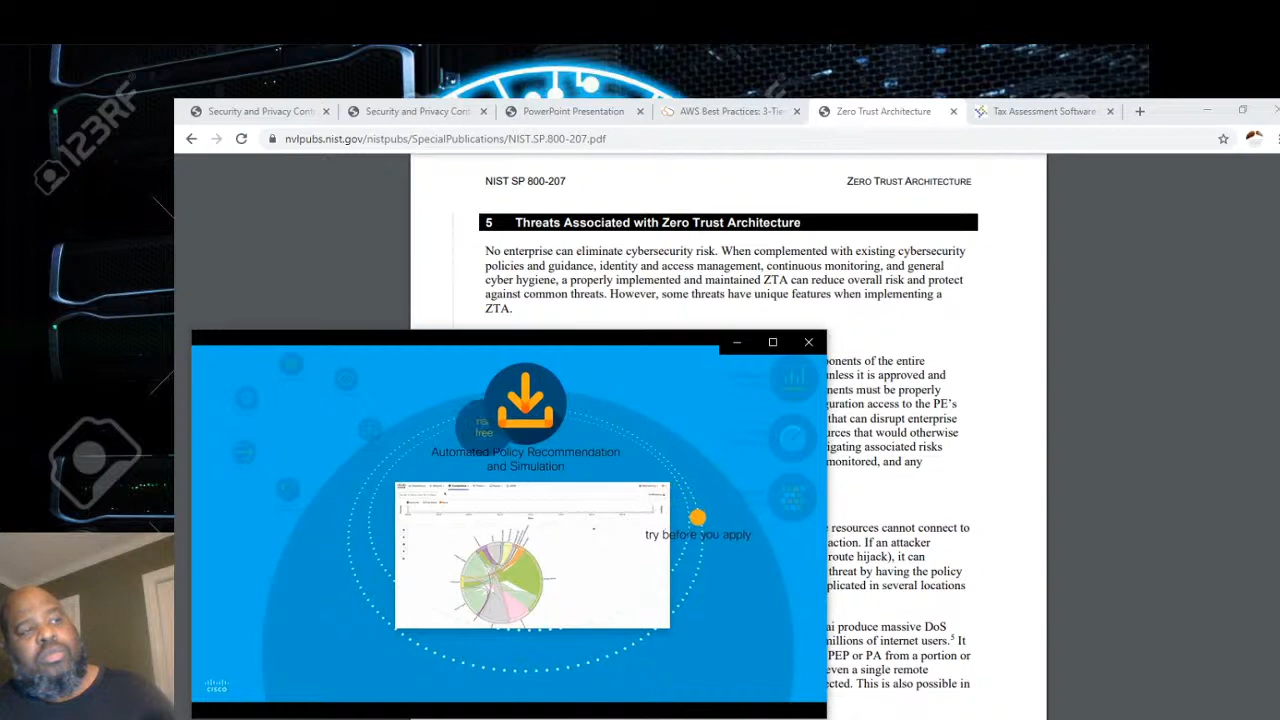 123RF
123RF
Security and Privacy Cont
Security and Privacy Cont
PowerPoint Presentation
AWS Best Practices: 3-Tie
Zero Trust Architecture
Tax Assessment Software
nvlpubs.nist.gov/nistpubs/SpecialPublications/NIST.SP.800-207.pdf
NIST SP 800-207
ZERO TRUST ARCHITECTURE
5 Threats Associated with Zero Trust Architecture
No enterprise can eliminate cybersecurity risk. When complemented with existing cybersecurity
policies and guidance, identity and access management, continuous monitoring, and general
cyber hygiene, a properly implemented and maintained ZTA can reduce overall risk and protect
against common threats. However, some threats have unique features when implementing a
ZTA.
ponents of the entire
unless it is approved and
nents must be properly
guration access to the PE's
that can disrupt enterprise
urces that would otherwise
igating associated risks
monitored, and any
resources cannot connect to
action. If an attacker
route hijack), it can
threat by having the policy
plicated in several locations
ai produce massive DoS
millions of internet users.5 It
PEP or PA from a portion or
even a single remote
ected. This is also possible in
free
Automated Policy Recommendation
and Simulation
try before you apply
CISCO